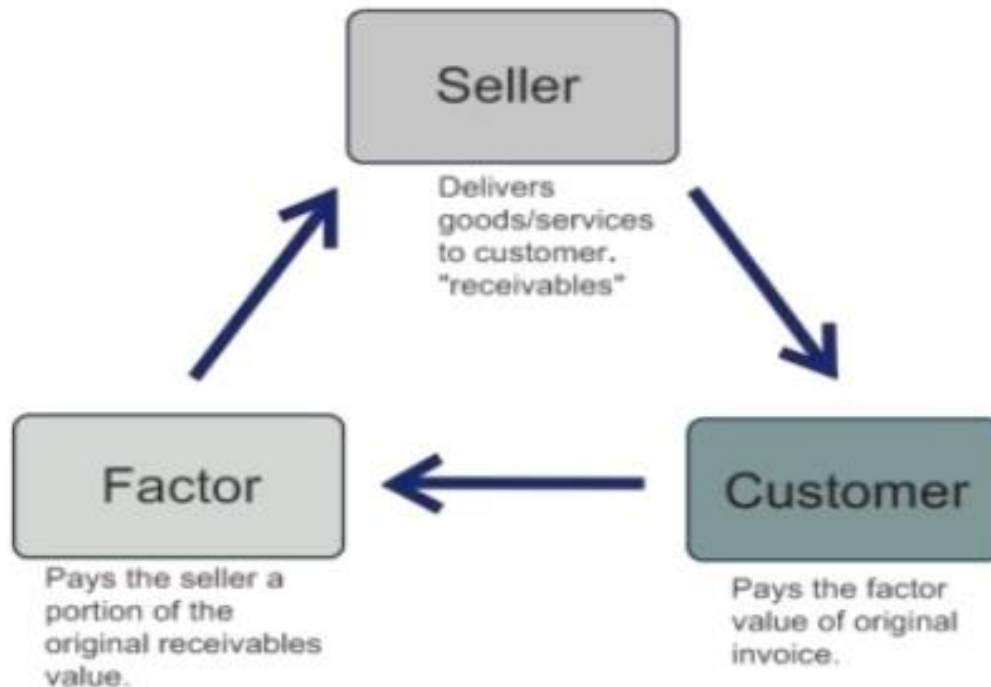 Seller
Delivers
goods/services
to customer.
"receivables"
Factor
Pays the seller a
portion of the
original receivables
value.
Customer
Pays the factor
value of original
invoice.